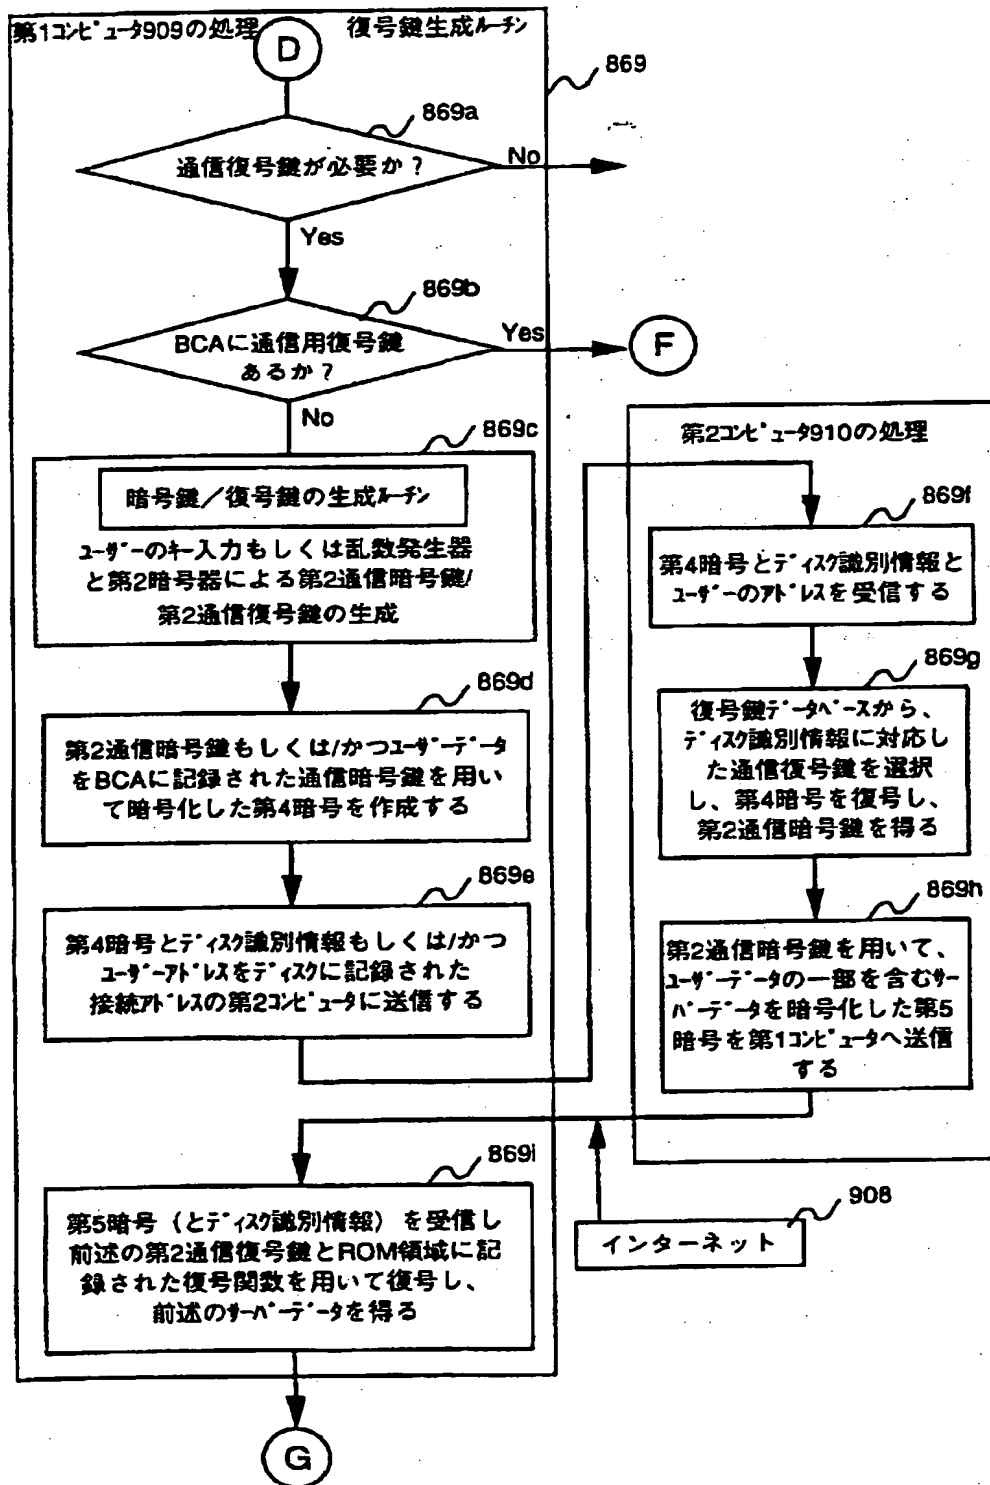 第1コンピュータ909の処理
復号鍵生成ルーチン
D
869
869a
通信復号鍵が必要か？
No
Yes
869b
BCAに通信用復号鍵
あるか？
Yes
F
No
869c
暗号鍵／復号鍵の生成ルーチン
ユーザーのキー入力もしくは乱数発生器
と第2暗号器による第2通信暗号鍵/
第2通信復号鍵の生成
869d
第2通信暗号鍵もしくは/かつユーザーデータ
をBCAに記録された通信暗号鍵を用い
て暗号化した第4暗号を作成する
869e
第4暗号とディスク識別情報もしくは/かつ
ユーザーアドレスをディスクに記録された
接続アドレスの第2コンピュータに送信する
第2コンピュータ910の処理
869f
第4暗号とディスク識別情報と
ユーザーのアドレスを受信する
869g
復号鍵データベースから、
ディスク識別情報に対応し
た通信復号鍵を選択
し、第4暗号を復号し、
第2通信暗号鍵を得る
869h
第2通信暗号鍵を用いて、
ユーザーデータの一部を含むサー
バーデータを暗号化した第5
暗号を第1コンピュータへ送信
する
869i
第5暗号（とディスク識別情報）を受信し
前述の第2通信復号鍵とROM領域に記
録された復号関数を用いて復号し、
前述のサーバーデータを得る
908
インターネット
G